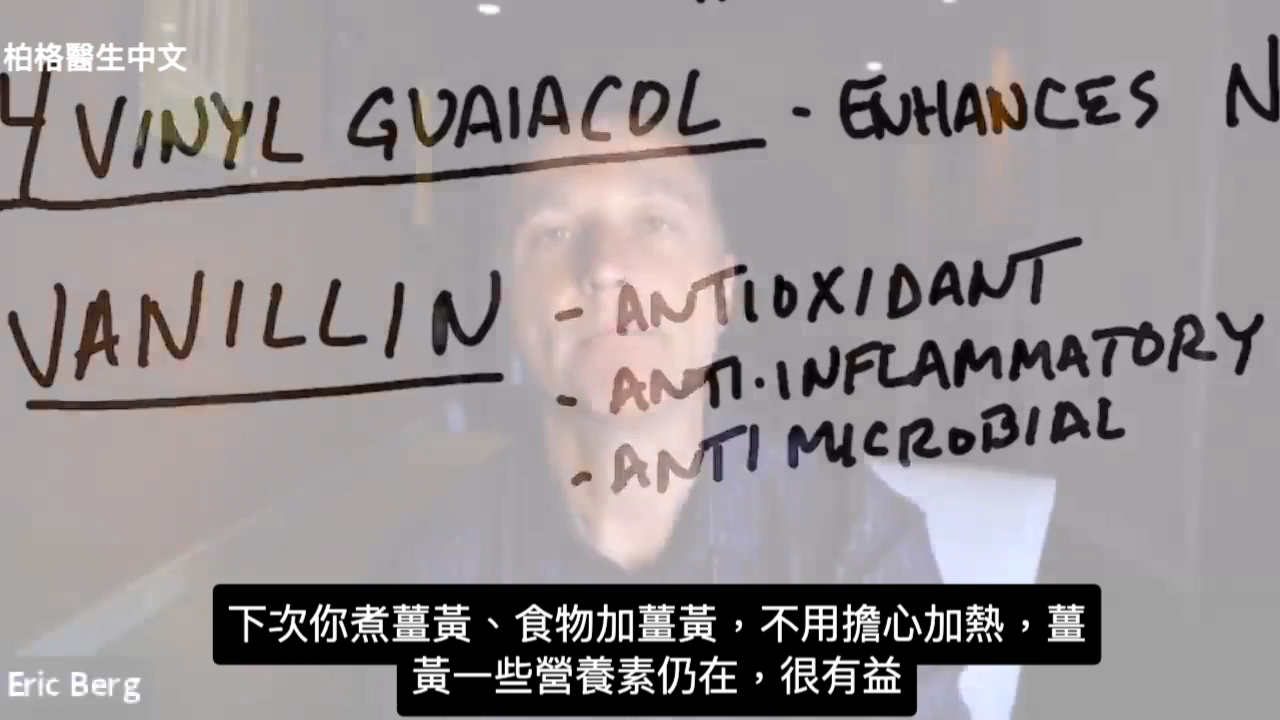 柏格醫生中文
4 VINYL GUAIACOL - ENHANCES N
VANILLIN - ANTIOXIDANT
- ANTI-INFLAMMATORY
- ANTIMICROBIAL
下次你煮薑黃、食物加薑黃，不用擔心加熱，薑
黃一些營養素仍在，很有益
Eric Berg